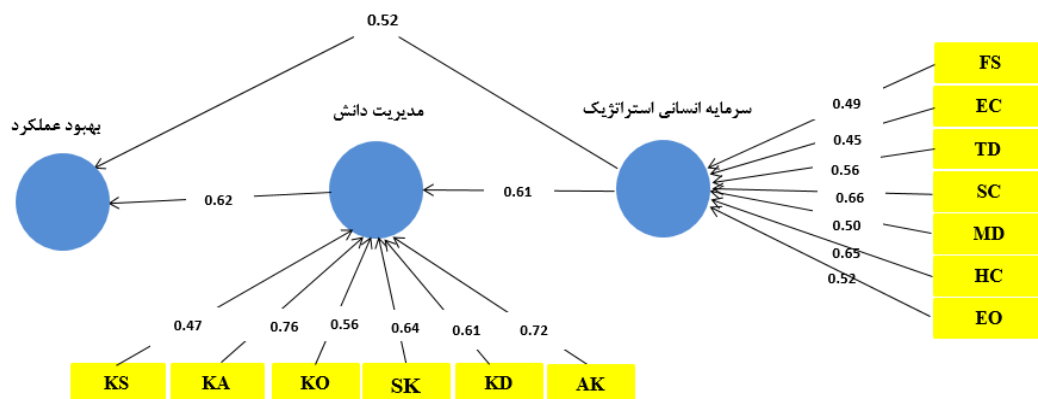 0.52
سرمایه انسانی استراتژیک
مدیریت دانش
بهبود عملکرد
0.61
0.62
FS
EC
TD
SC
MD
HC
EO
0.49
0.45
0.56
0.66
0.50
0.65
0.52
0.47
0.76
0.56
0.64
0.61
0.72
KS
KA
KO
SK
KD
AK